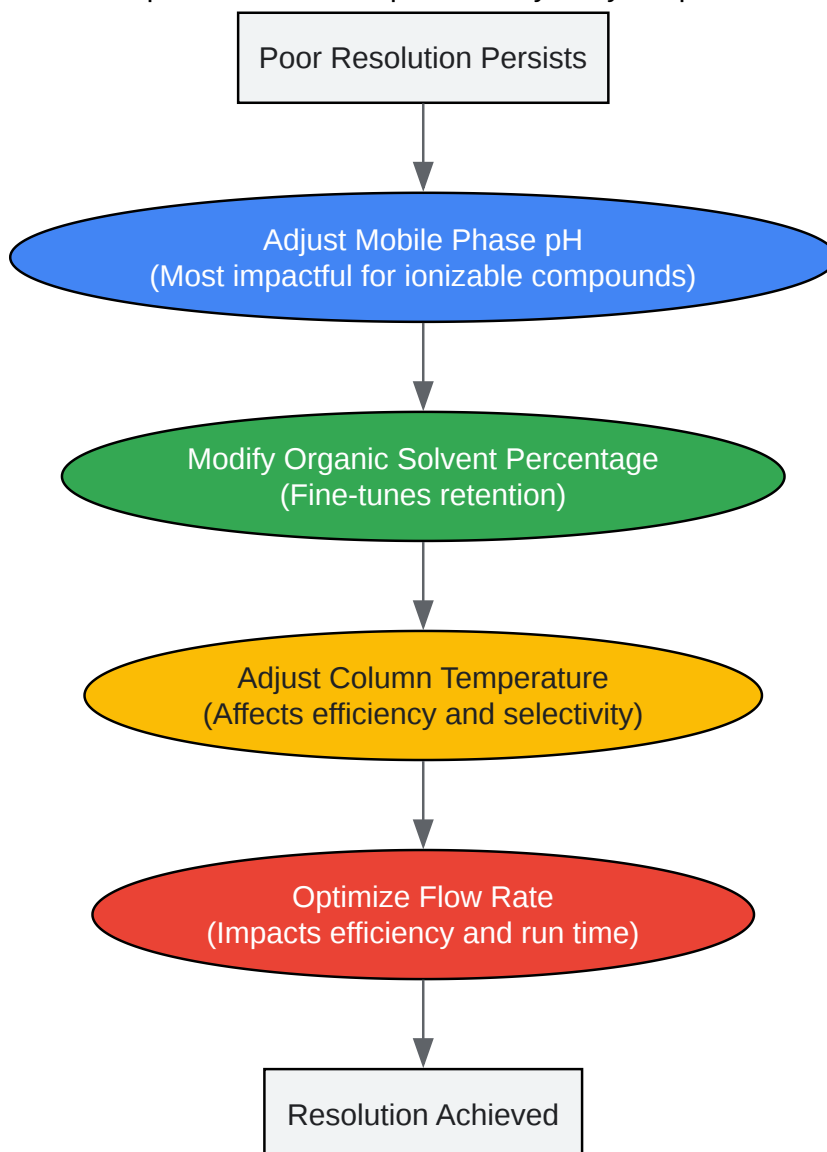 Poor Resolution Persists
Adjust Mobile Phase pH
(Most impactful for ionizable compounds)
Modify Organic Solvent Percentage
(Fine-tunes retention)
Adjust Column Temperature
(Affects efficiency and selectivity)
Optimize Flow Rate
(Impacts efficiency and run time)
Resolution Achieved